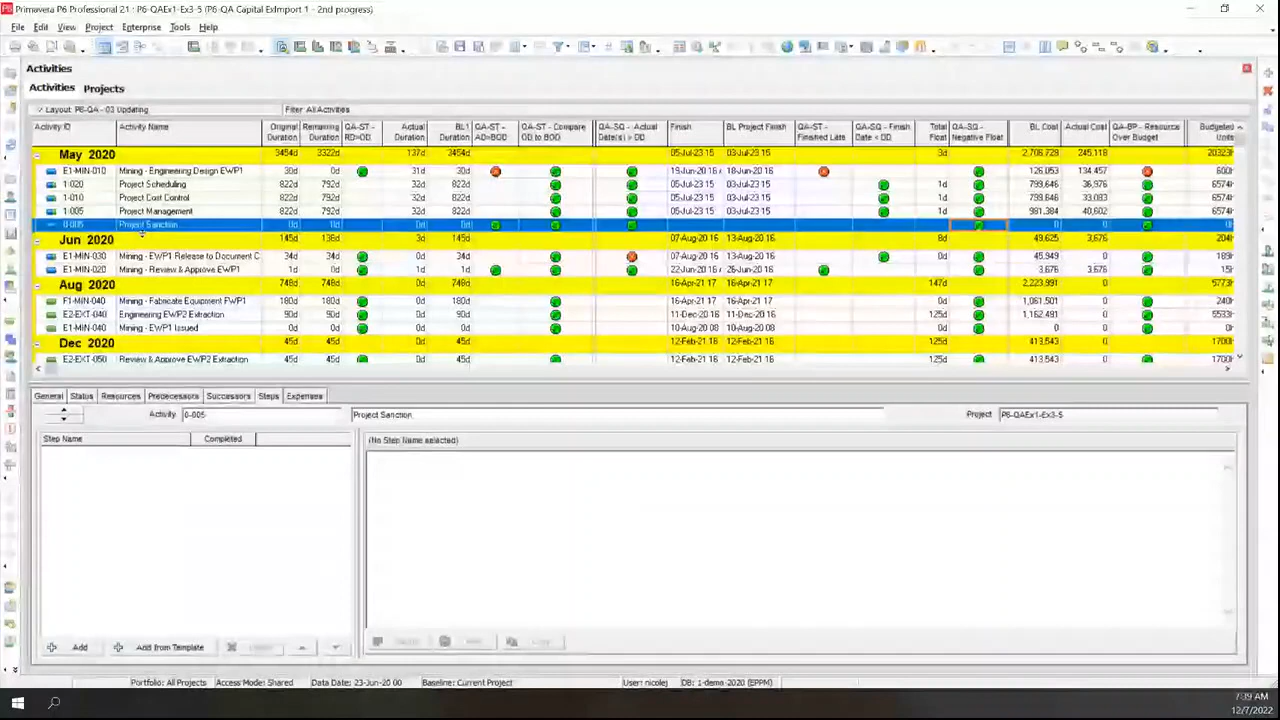 Primavera P6 Professional 21 : P6-QAEx1-Ex3-5 (P6-QA Capital ExImport 1 - 2nd progress)
File Edit View Project Enterprise Tools Help
Activities
Activities Projects
Layout: P6-QA - 03 Updating Filter: All Activities
Activity ID Activity Name Original Duration Remaining Duration QA-ST - RD>OD Actual Duration BL1 Duration QA-ST - AD>BOD QA-ST - Compare OD to BOD QA-SQ - Actual Date(s) > DD Finish BL Project Finish QA-ST - Finished Late QA-SQ - Finish Date < DD Total Float QA-SQ - Negative Float BL Cost Actual Cost QA-BP - Resource Over Budget Budgeted Units
May 2020 3454d 3322d 137d 3454d 05-Jul-23 15 03-Jul-23 15 3d 2,706,728 245,118 20323h
E1-MIN-010 Mining - Engineering Design EWP1 30d 0d 31d 30d 19-Jun-20 16 18-Jun-20 16 126,053 134,457 600h
1-020 Project Scheduling 822d 792d 32d 822d 05-Jul-23 15 03-Jul-23 15 1d 799,646 36,976 6574h
1-010 Project Cost Control 822d 792d 32d 822d 05-Jul-23 15 03-Jul-23 15 1d 799,646 33,083 6574h
1-005 Project Management 822d 792d 32d 822d 05-Jul-23 15 03-Jul-23 15 1d 981,384 40,602 6574h
0-005 Project Sanction 0d 0d 0d 0d 0 0
Jun 2020 145d 136d 3d 145d 07-Aug-20 16 13-Aug-20 16 8d 49,625 3,676 204h
E1-MIN-030 Mining - EWP1 Release to Document C 34d 34d 0d 34d 07-Aug-20 16 13-Aug-20 16 0d 45,949 0 189h
E1-MIN-020 Mining - Review & Approve EWP1 1d 0d 1d 1d 22-Jun-20 16 26-Jun-20 16 3,676 3,676 15h
Aug 2020 748d 748d 0d 748d 16-Apr-21 17 16-Apr-21 17 147d 2,223,991 0 5773h
F1-MIN-040 Mining - Fabricate Equipment FWP1 180d 180d 0d 180d 16-Apr-21 17 16-Apr-21 17 0d 1,061,501 0 240h
E2-EXT-040 Engineering EWP2 Extraction 90d 90d 0d 90d 11-Dec-20 16 11-Dec-20 16 125d 1,162,491 0 5533h
E1-MIN-040 Mining - EWP1 Issued 0d 0d 0d 0d 10-Aug-20 08 10-Aug-20 08 0d 0 0
Dec 2020 45d 45d 0d 45d 12-Feb-21 16 12-Feb-21 16 125d 413,543 0 1700h
E2-EXT-050 Review & Approve EWP2 Extraction 45d 45d 0d 45d 12-Feb-21 16 12-Feb-21 16 125d 413,543 0 1700h
General Status Resources Predecessors Successors Steps Expenses
Activity 0-005 Project Sanction Project P6-QAEx1-Ex3-5
Step Name Completed (No Step Name selected)
Add Add from Template
Portfolio: All Projects Access Mode: Shared Data Date: 23-Jun-20 00 Baseline: Current Project User: nicolej DB: 1-demo-2020 (EPPM)
7:39 AM
12/7/2022